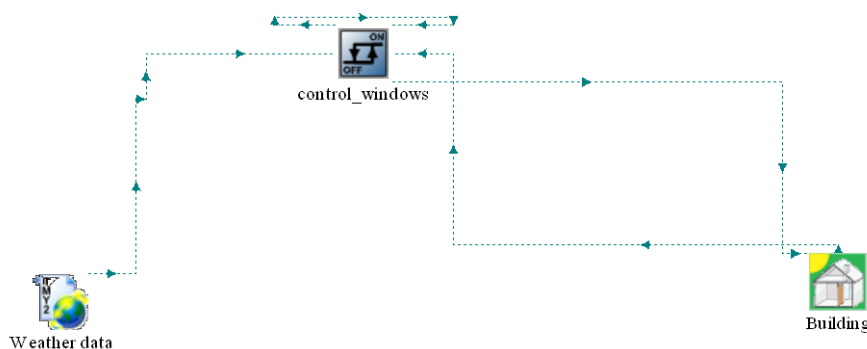 ON
OFF
control_windows
TMY2
Weather data
Building